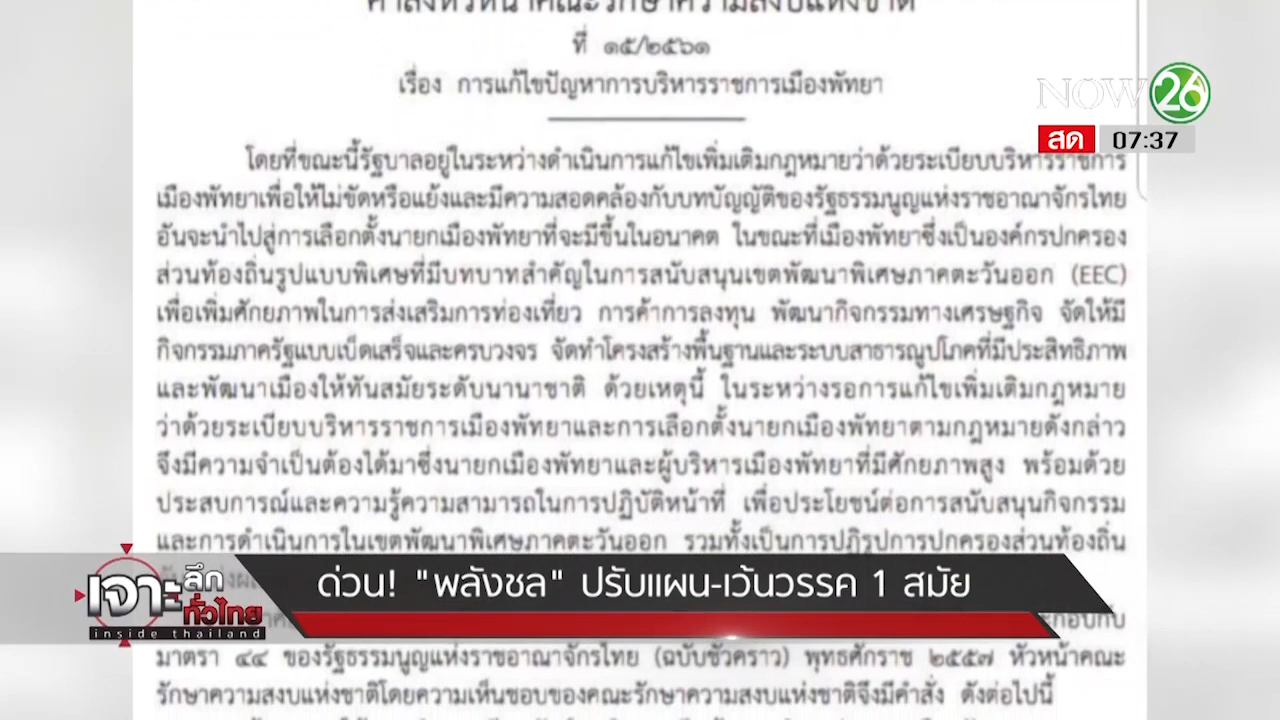 คำสั่งหัวหน้าคณะรักษาความสงบแห่งชาติ
ที่ ๑๕/๒๕๖๑
เรื่อง การแก้ไขปัญหาการบริหารราชการเมืองพัทยา
NOW26
สด 07:37
โดยที่ขณะนี้รัฐบาลอยู่ในระหว่างดำเนินการแก้ไขเพิ่มเติมกฎหมายว่าด้วยระเบียบบริหารราชการ
เมืองพัทยาเพื่อให้ไม่ขัดหรือแย้งและมีความสอดคล้องกับบทบัญญัติของรัฐธรรมนูญแห่งราชอาณาจักรไทย
อันจะนำไปสู่การเลือกตั้งนายกเมืองพัทยาที่จะมีขึ้นในอนาคต ในขณะที่เมืองพัทยาซึ่งเป็นองค์กรปกครอง
ส่วนท้องถิ่นรูปแบบพิเศษที่มีบทบาทสำคัญในการสนับสนุนเขตพัฒนาพิเศษภาคตะวันออก (EEC)
เพื่อเพิ่มศักยภาพในการส่งเสริมการท่องเที่ยว การค้าการลงทุน พัฒนากิจกรรมทางเศรษฐกิจ จัดให้มี
กิจกรรมภาครัฐแบบเบ็ดเสร็จและครบวงจร จัดทำโครงสร้างพื้นฐานและระบบสาธารณูปโภคที่มีประสิทธิภาพ
และพัฒนาเมืองให้ทันสมัยระดับนานาชาติ ด้วยเหตุนี้ ในระหว่างรอการแก้ไขเพิ่มเติมกฎหมาย
ว่าด้วยระเบียบบริหารราชการเมืองพัทยาและการเลือกตั้งนายกเมืองพัทยาตามกฎหมายดังกล่าว
จึงมีความจำเป็นต้องได้มาซึ่งนายกเมืองพัทยาและผู้บริหารเมืองพัทยาที่มีศักยภาพสูง พร้อมด้วย
ประสบการณ์และความรู้ความสามารถในการปฏิบัติหน้าที่ เพื่อประโยชน์ต่อการสนับสนุนกิจกรรม
และการดำเนินการในเขตพัฒนาพิเศษภาคตะวันออก รวมทั้งเป็นการปฏิรูปการปกครองส่วนท้องถิ่น
เจาะลึกทั่วไทย
inside thailand
ด่วน! "พลังชล" ปรับแผน-เว้นวรรค 1 สมัย
มาตรา ๔๔ ของรัฐธรรมนูญแห่งราชอาณาจักรไทย (ฉบับชั่วคราว) พุทธศักราช ๒๕๕๗ หัวหน้าคณะ
รักษาความสงบแห่งชาติโดยความเห็นชอบของคณะรักษาความสงบแห่งชาติจึงมีคำสั่ง ดังต่อไปนี้